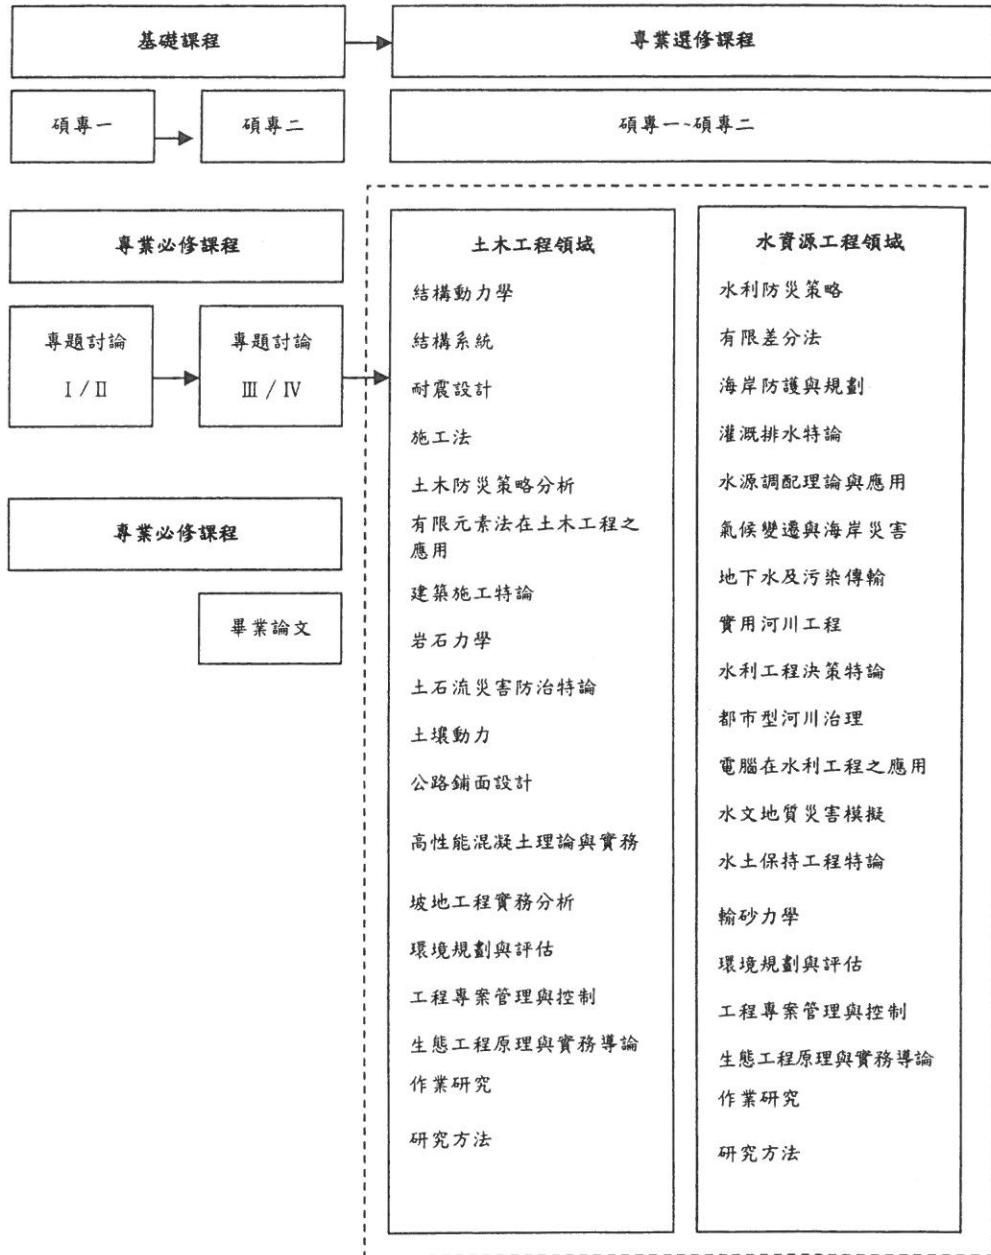 基礎課程
專業選修課程
碩專一
碩專二
碩專一~碩專二
專業必修課程
專題討論
I / II
專題討論
III / IV
專業必修課程
畢業論文
土木工程領域
結構動力學
結構系統
耐震設計
施工法
土木防災策略分析
有限元素法在土木工程之
應用
建築施工特論
岩石力學
土石流災害防治特論
土壤動力
公路鋪面設計
高性能混凝土理論與實務
坡地工程實務分析
環境規劃與評估
工程專案管理與控制
生態工程原理與實務導論
作業研究
研究方法
水資源工程領域
水利防災策略
有限差分法
海岸防護與規劃
灌溉排水特論
水源調配理論與應用
氣候變遷與海岸災害
地下水及污染傳輸
實用河川工程
水利工程決策特論
都市型河川治理
電腦在水利工程之應用
水文地質災害模擬
水土保持工程特論
輸砂力學
環境規劃與評估
工程專案管理與控制
生態工程原理與實務導論
作業研究
研究方法